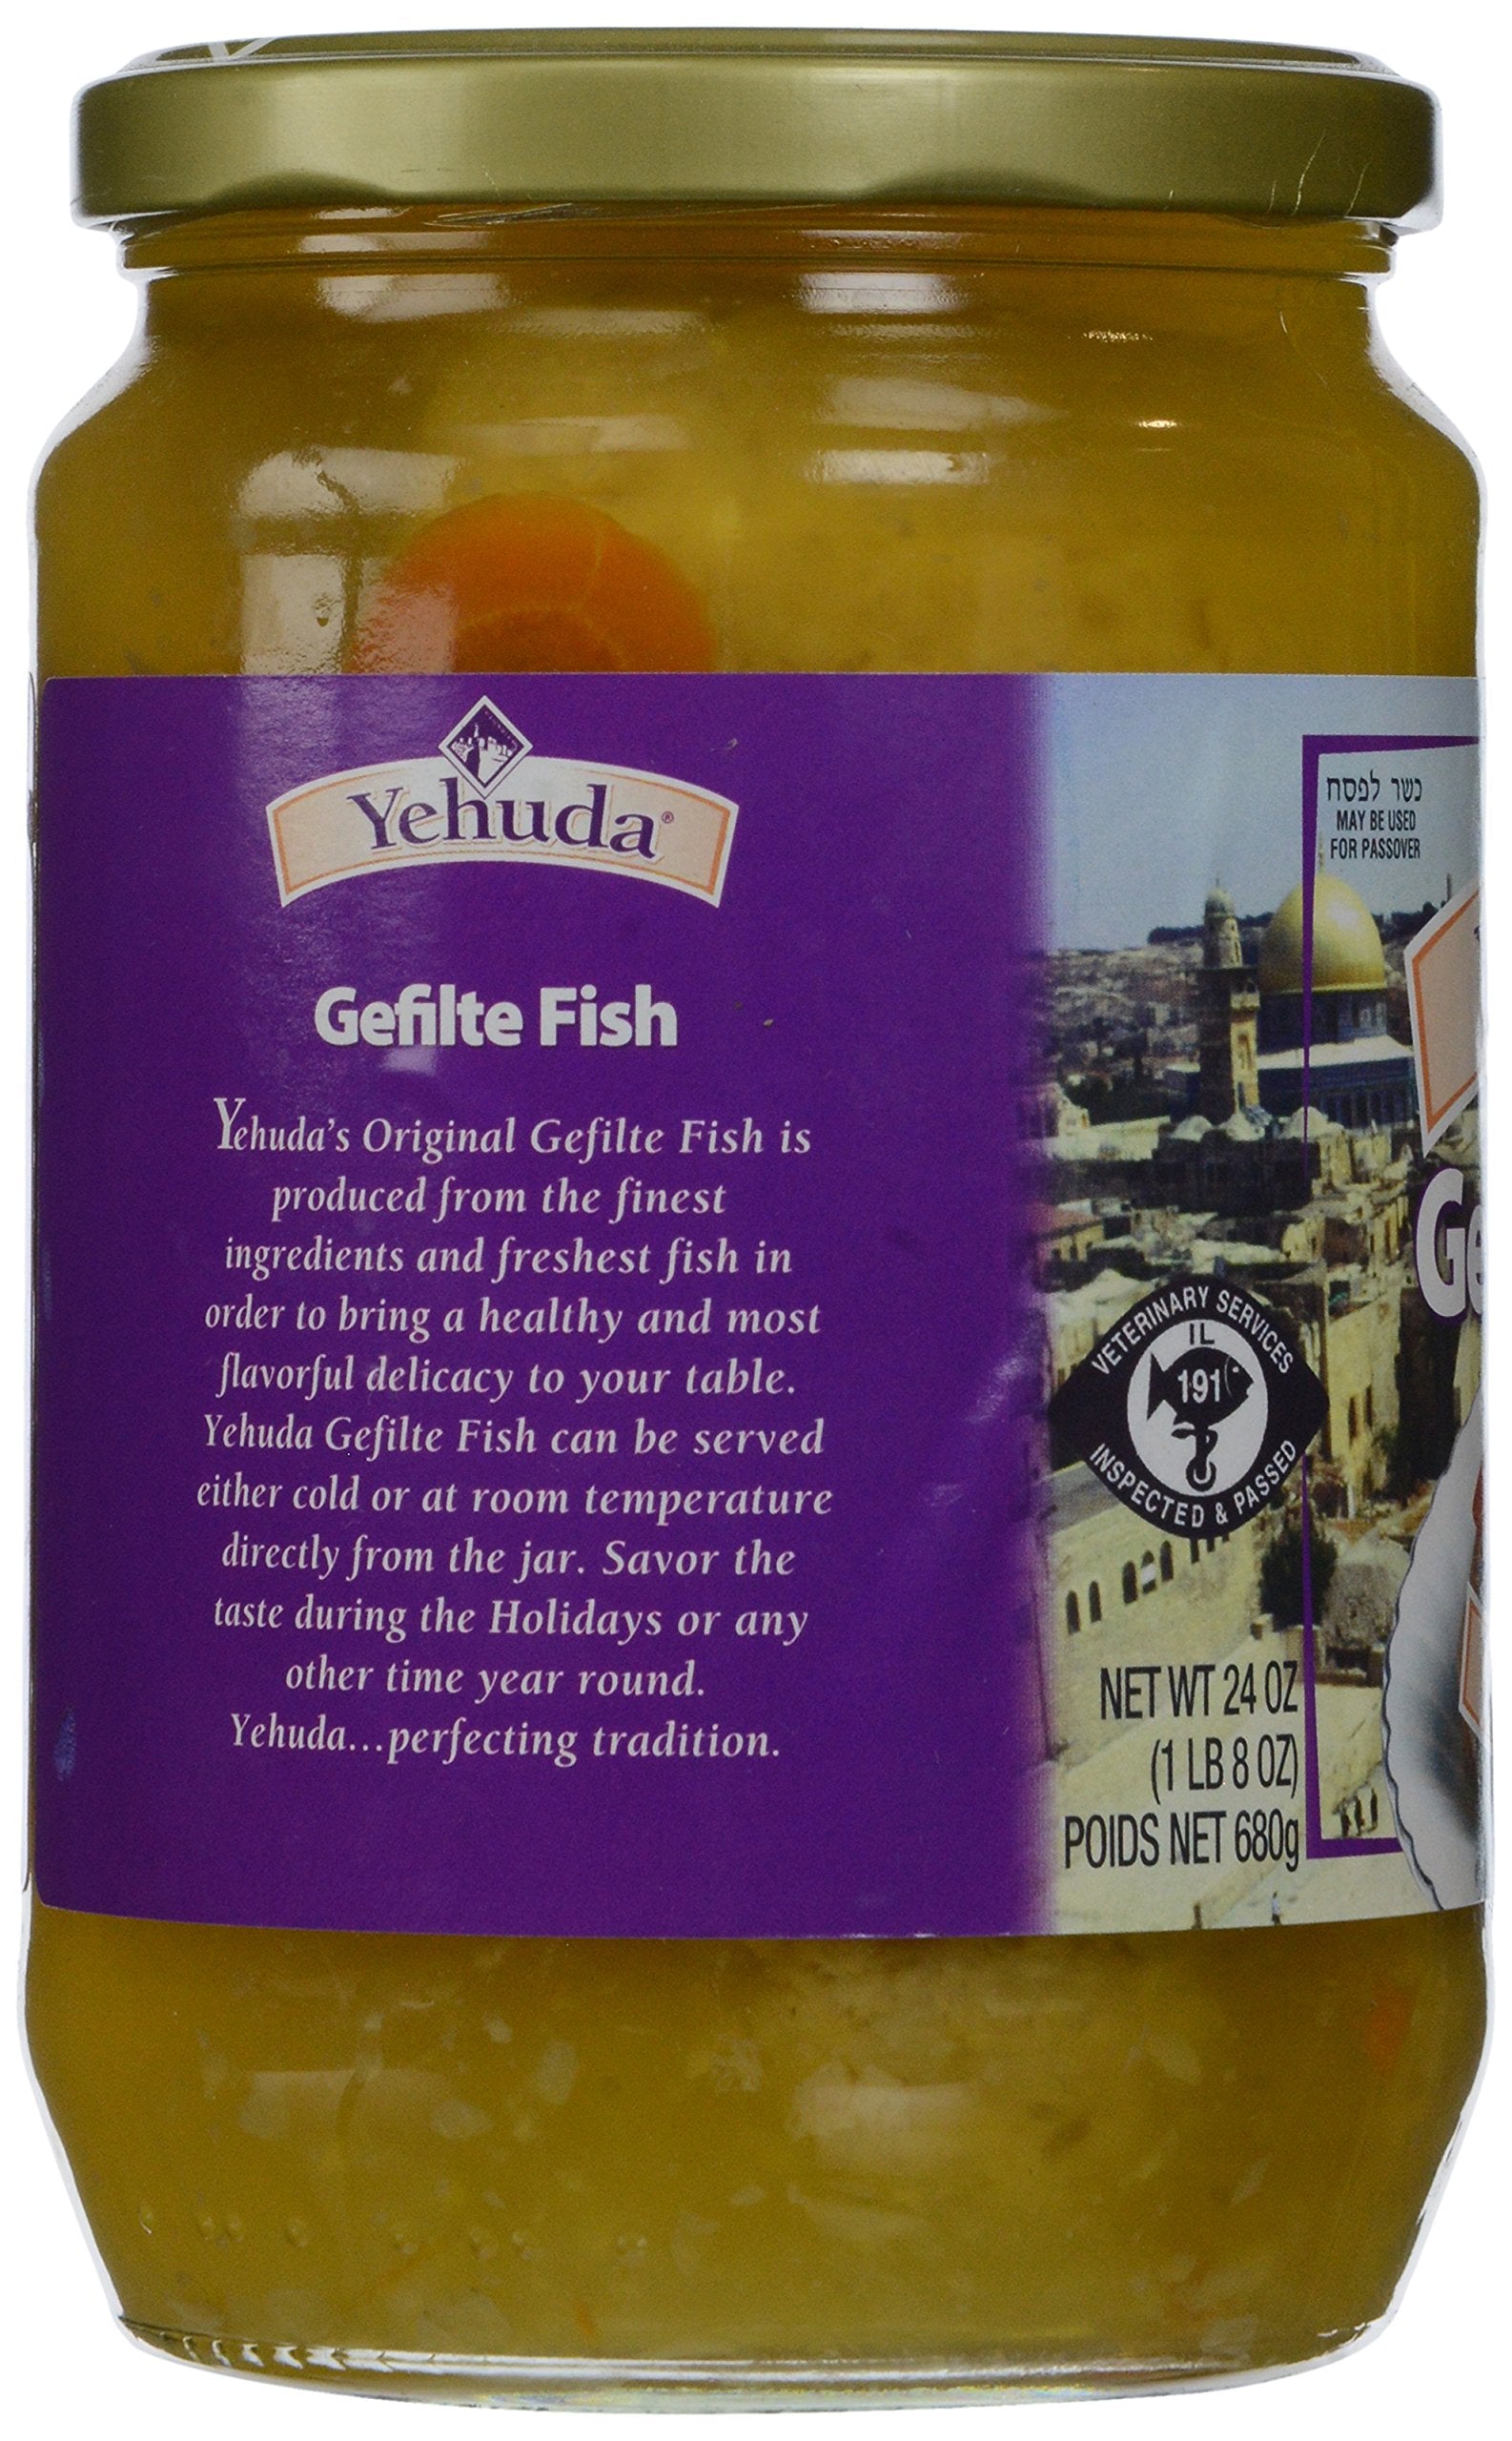 Yehuda®
Gefilte Fish
Yehuda's Original Gefilte Fish is
produced from the finest
ingredients and freshest fish in
order to bring a healthy and most
flavorful delicacy to your table.
Yehuda Gefilte Fish can be served
either cold or at room temperature
directly from the jar. Savor the
taste during the Holidays or any
other time year round.
Yehuda...perfecting tradition.
כשר לפסח
MAY BE USED
FOR PASSOVER
Ge
VETERINARY SERVICES
IL
191
INSPECTED & PASSED
NET WT 24 OZ
(1 LB 8 OZ)
POIDS NET 680g